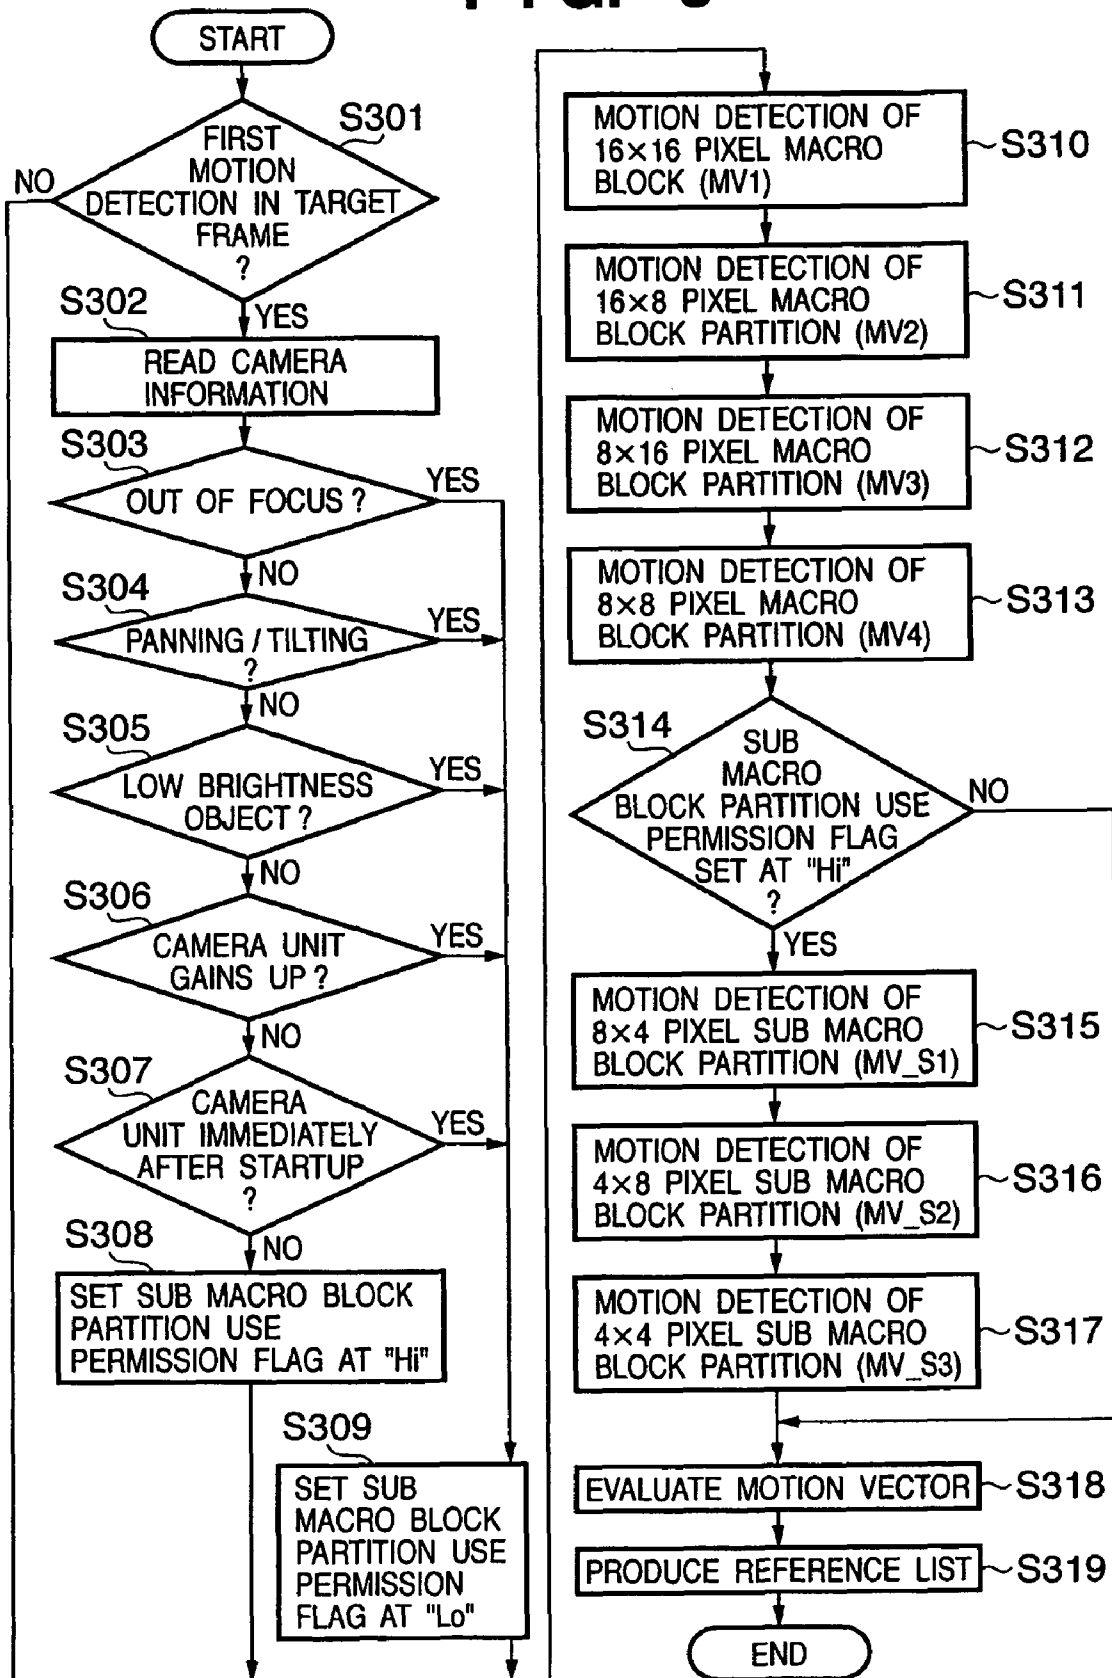 START
S301
FIRST
MOTION
DETECTION IN TARGET
FRAME
?
NO
YES
S302
READ CAMERA
INFORMATION
S303
OUT OF FOCUS ?
YES
NO
S304
PANNING / TILTING
?
YES
NO
S305
LOW BRIGHTNESS
OBJECT ?
YES
NO
S306
CAMERA UNIT
GAINS UP ?
YES
NO
S307
CAMERA
UNIT IMMEDIATELY
AFTER STARTUP
?
YES
NO
S308
SET SUB MACRO BLOCK
PARTITION USE
PERMISSION FLAG AT "Hi"
S309
SET SUB
MACRO BLOCK
PARTITION USE
PERMISSION
FLAG AT "Lo"
MOTION DETECTION OF
16×16 PIXEL MACRO
BLOCK (MV1)
S310
MOTION DETECTION OF
16×8 PIXEL MACRO
BLOCK PARTITION (MV2)
S311
MOTION DETECTION OF
8×16 PIXEL MACRO
BLOCK PARTITION (MV3)
S312
MOTION DETECTION OF
8×8 PIXEL MACRO
BLOCK PARTITION (MV4)
S313
S314
SUB
MACRO
BLOCK PARTITION USE
PERMISSION FLAG
SET AT "Hi"
?
NO
YES
MOTION DETECTION OF
8×4 PIXEL SUB MACRO
BLOCK PARTITION (MV_S1)
S315
MOTION DETECTION OF
4×8 PIXEL SUB MACRO
BLOCK PARTITION (MV_S2)
S316
MOTION DETECTION OF
4×4 PIXEL SUB MACRO
BLOCK PARTITION (MV_S3)
S317
EVALUATE MOTION VECTOR
S318
PRODUCE REFERENCE LIST
S319
END